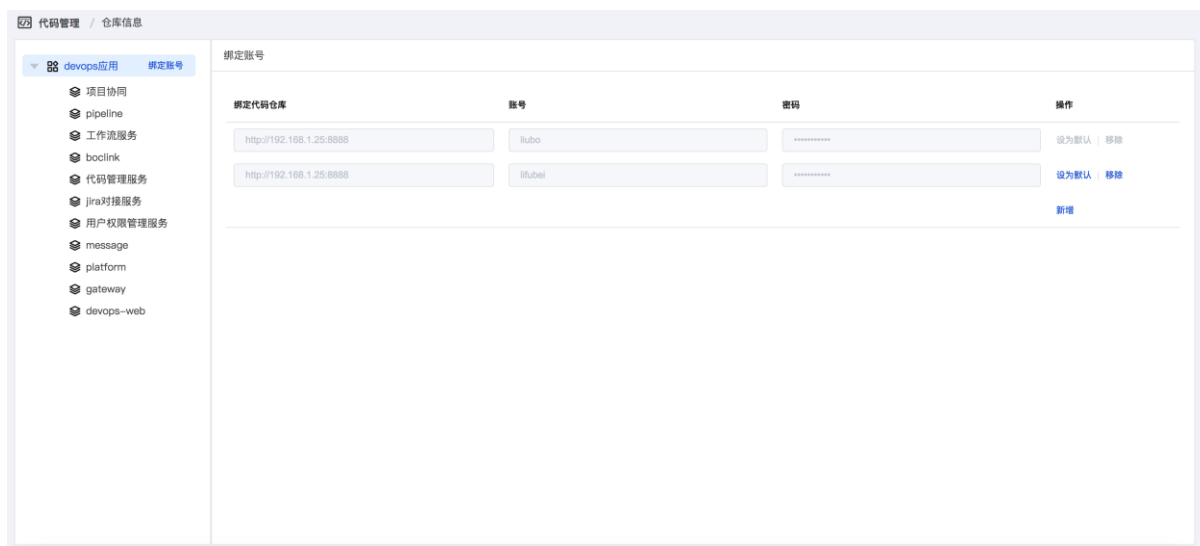 代码管理 / 仓库信息
devops应用 绑定账号
项目协同
pipeline
工作流服务
boclink
代码管理服务
jira对接服务
用户权限管理服务
message
platform
gateway
devops-web
绑定账号
绑定代码仓库 账号 密码 操作
http://192.168.1.25:8888 liubo ••••••••••• 设为默认 | 移除
http://192.168.1.25:8888 lifubei ••••••••••• 设为默认 | 移除
新增